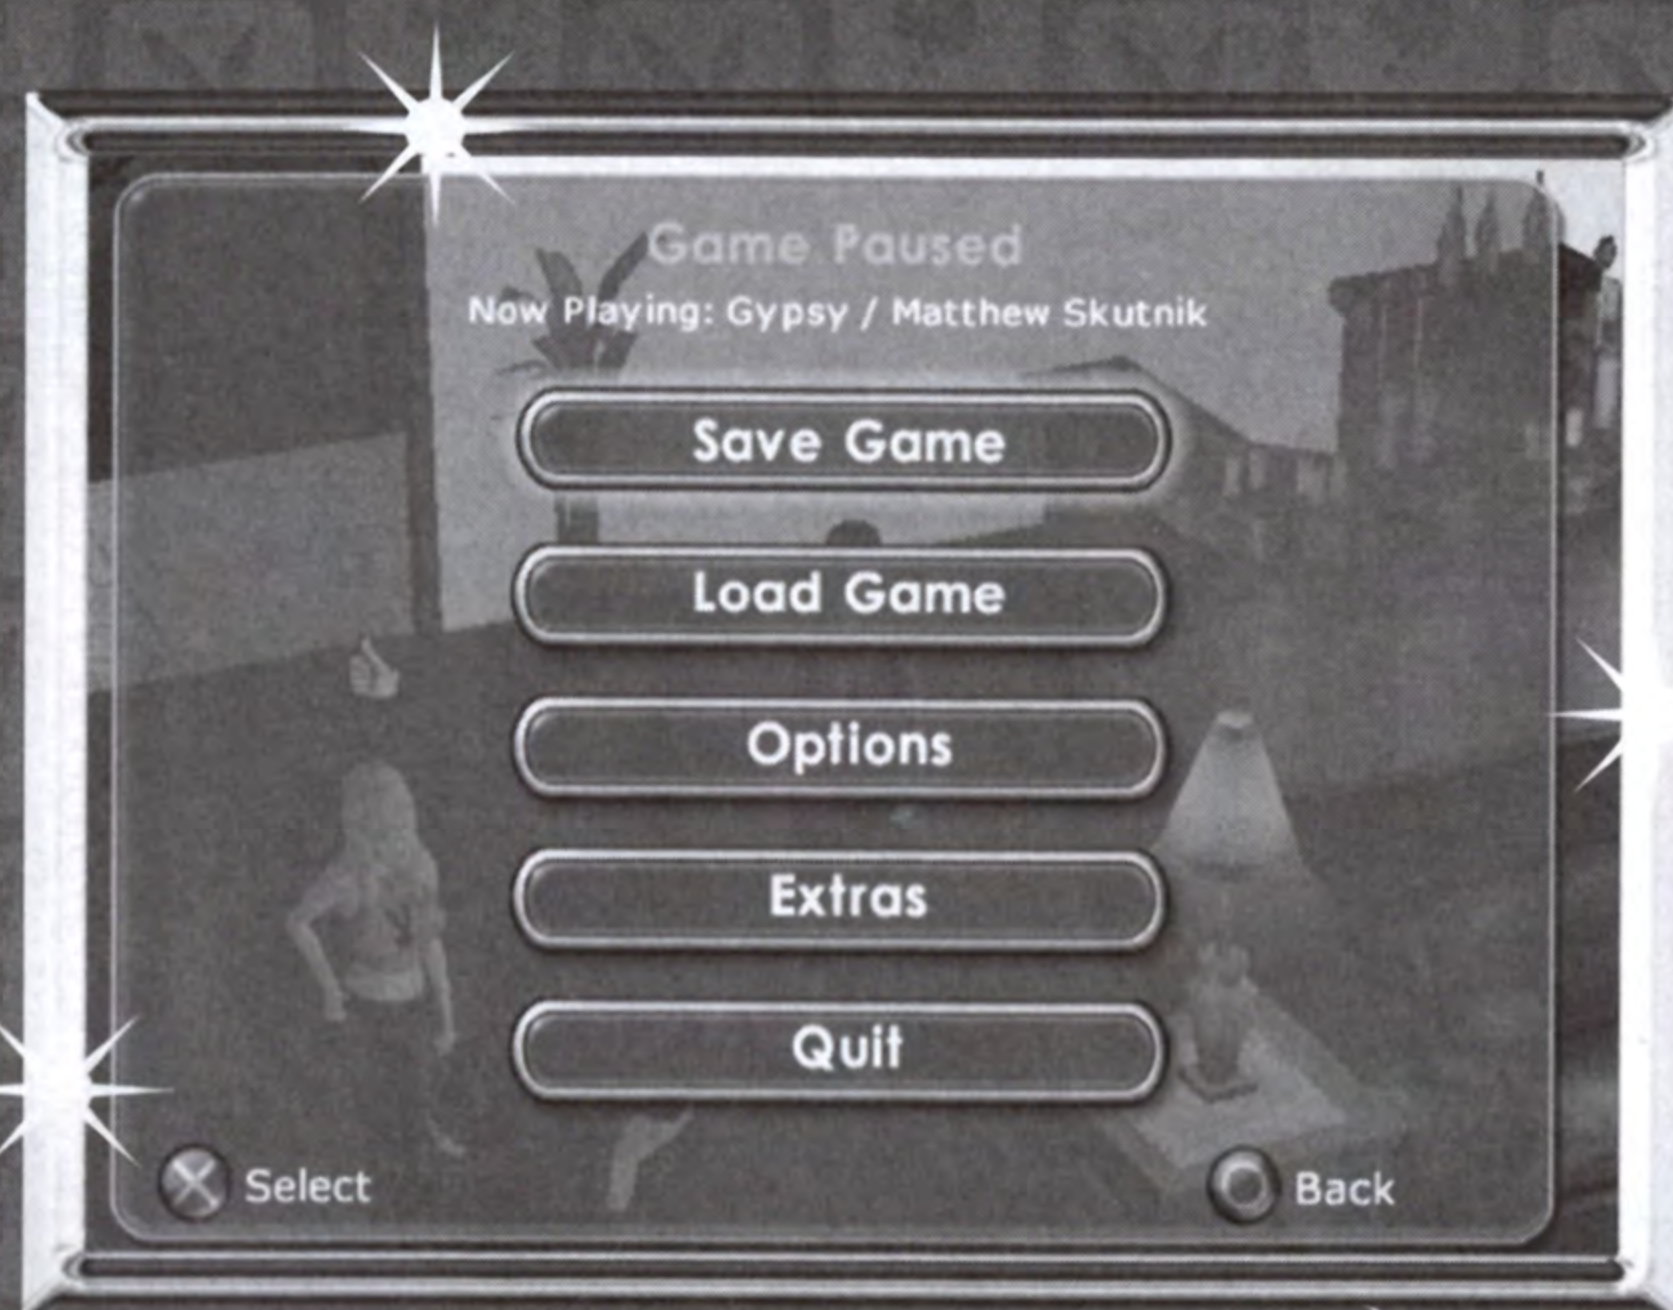 Game Paused
Now Playing: Gypsy / Matthew Skutnik
Save Game
Load Game
Options
Extras
Quit
Select
Back